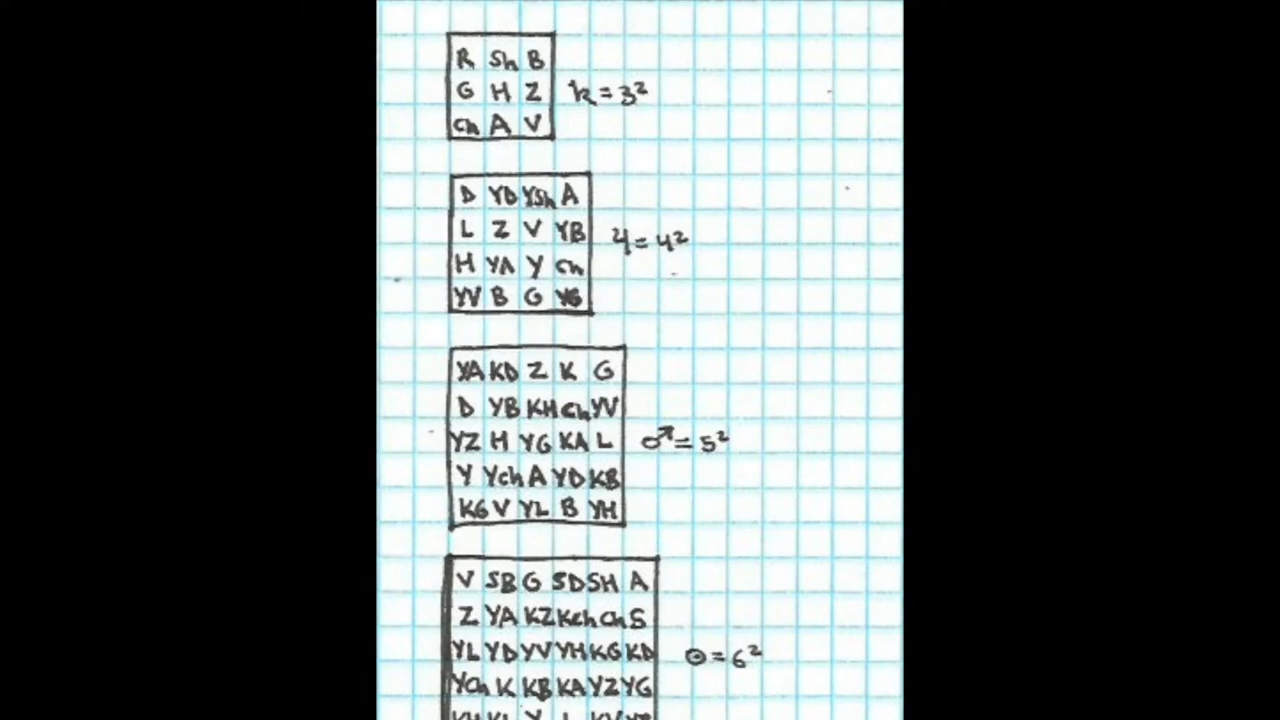 R Sh B
G H Z
Ch A V
♄ = 3²
D YD YSh A
L Z V YB
H YA Y Ch
YV B G YG
♃ = 4²
YA KD Z K G
D YB KH Ch YV
YZ H YG KA L
Y Ych A YD KB
KG V YL B YH
♂ = 5²
V SB G SD SH A
Z YA KZ Kch Ch S
YL YD YV YH KG KD
YCh K KB KA YZ YG
☉ = 6²